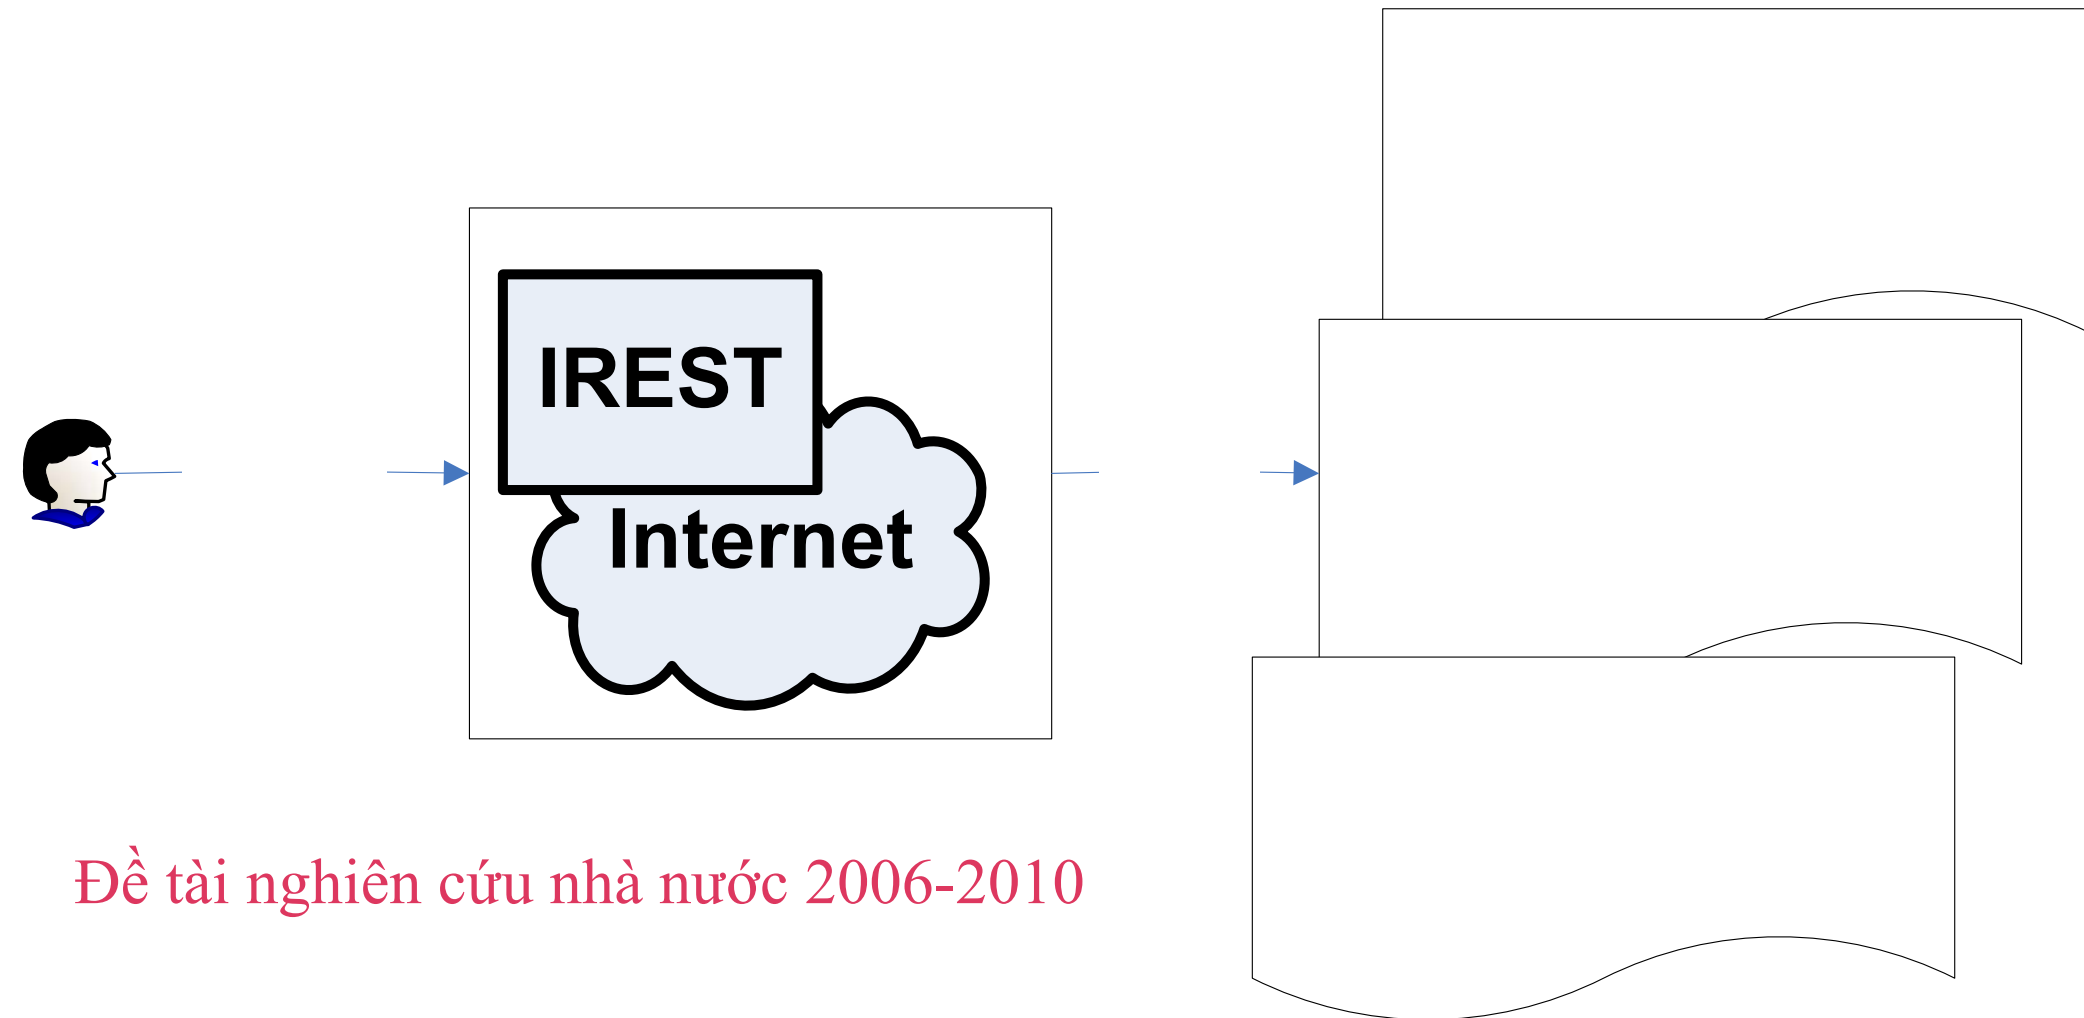 IREST
Internet
Đề tài nghiên cứu nhà nước 2006-2010